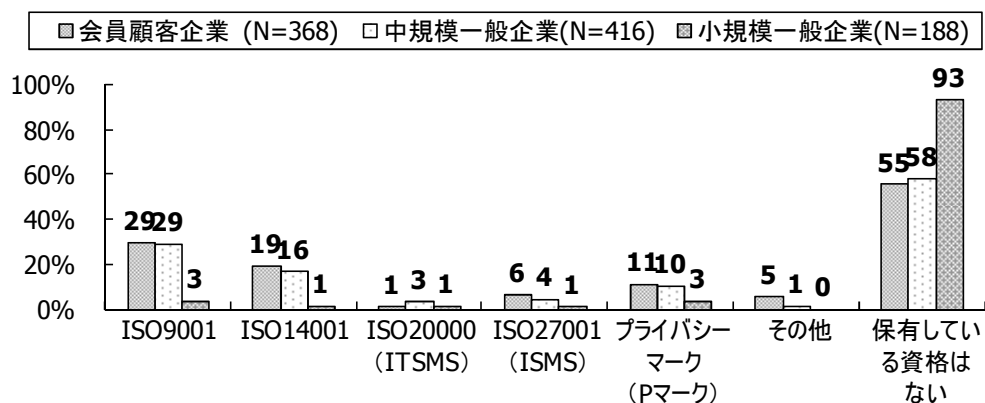 会員顧客企業 (N=368) 中規模一般企業(N=416) 小規模一般企業(N=188)
100%
80%
60%
40%
20%
0%
29 29 3
19 16 1
1 3 1
6 4 1
11 10 3
5 1 0
55 58 93
ISO9001
ISO14001
ISO20000
(ITSMS)
ISO27001
(ISMS)
プライバシー
マーク
(Pマーク)
その他
保有してい
る資格は
ない